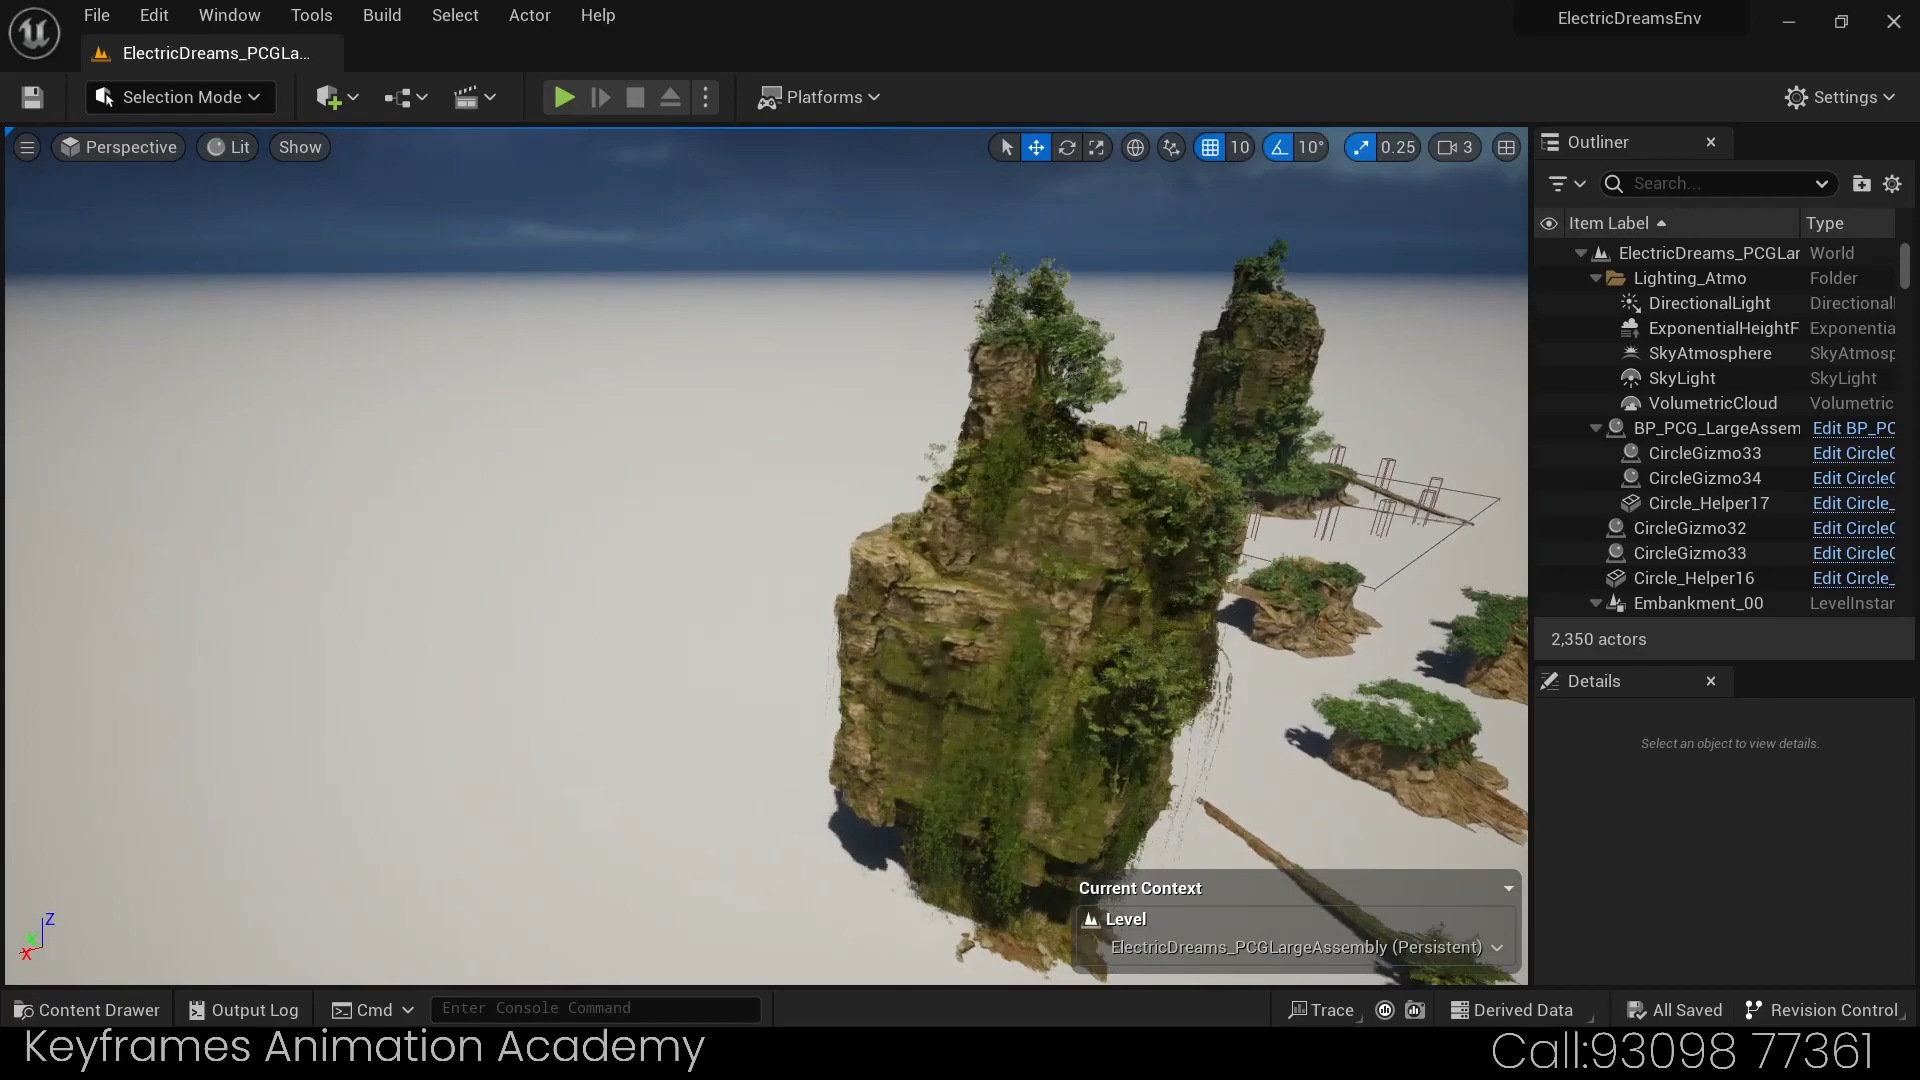 File Edit Window Tools Build Select Actor Help
ElectricDreamsEnv
ElectricDreams_PCGLa...
Selection Mode
Platforms
Settings
Perspective Lit Show
10 10° 0.25 3
Outliner
Search...
Item Label Type
ElectricDreams_PCGLar World
Lighting_Atmo Folder
DirectionalLight Directional
ExponentialHeightF Exponentia
SkyAtmosphere SkyAtmosp
SkyLight SkyLight
VolumetricCloud Volumetric
BP_PCG_LargeAssem Edit BP_PC
CircleGizmo33 Edit CircleG
CircleGizmo34 Edit CircleG
Circle_Helper17 Edit Circle_
CircleGizmo32 Edit CircleG
CircleGizmo33 Edit CircleG
Circle_Helper16 Edit Circle_
Embankment_00 LevelInstar
2,350 actors
Details
Select an object to view details.
Current Context
Level
ElectricDreams_PCGLargeAssembly (Persistent)
Z
X
Content Drawer Output Log Cmd Enter Console Command Trace Derived Data All Saved Revision Control
Keyframes Animation Academy
Call:93098 77361